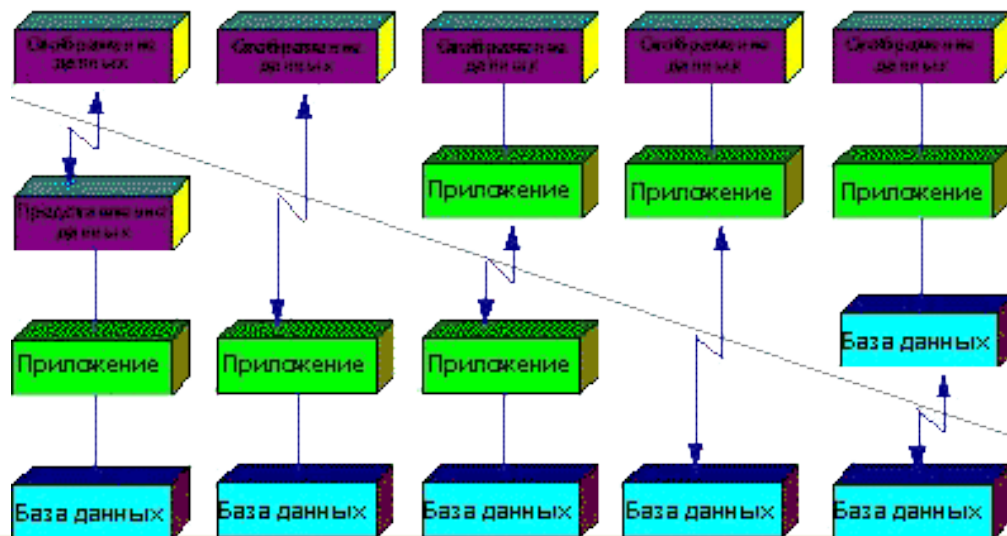 Отображение
данных
Отображение
данных
Отображение
данных
Отображение
данных
Отображение
данных
Представление
данных
Приложение
Приложение
Приложение
Приложение
Приложение
Приложение
База данных
База данных
База данных
База данных
База данных
База данных